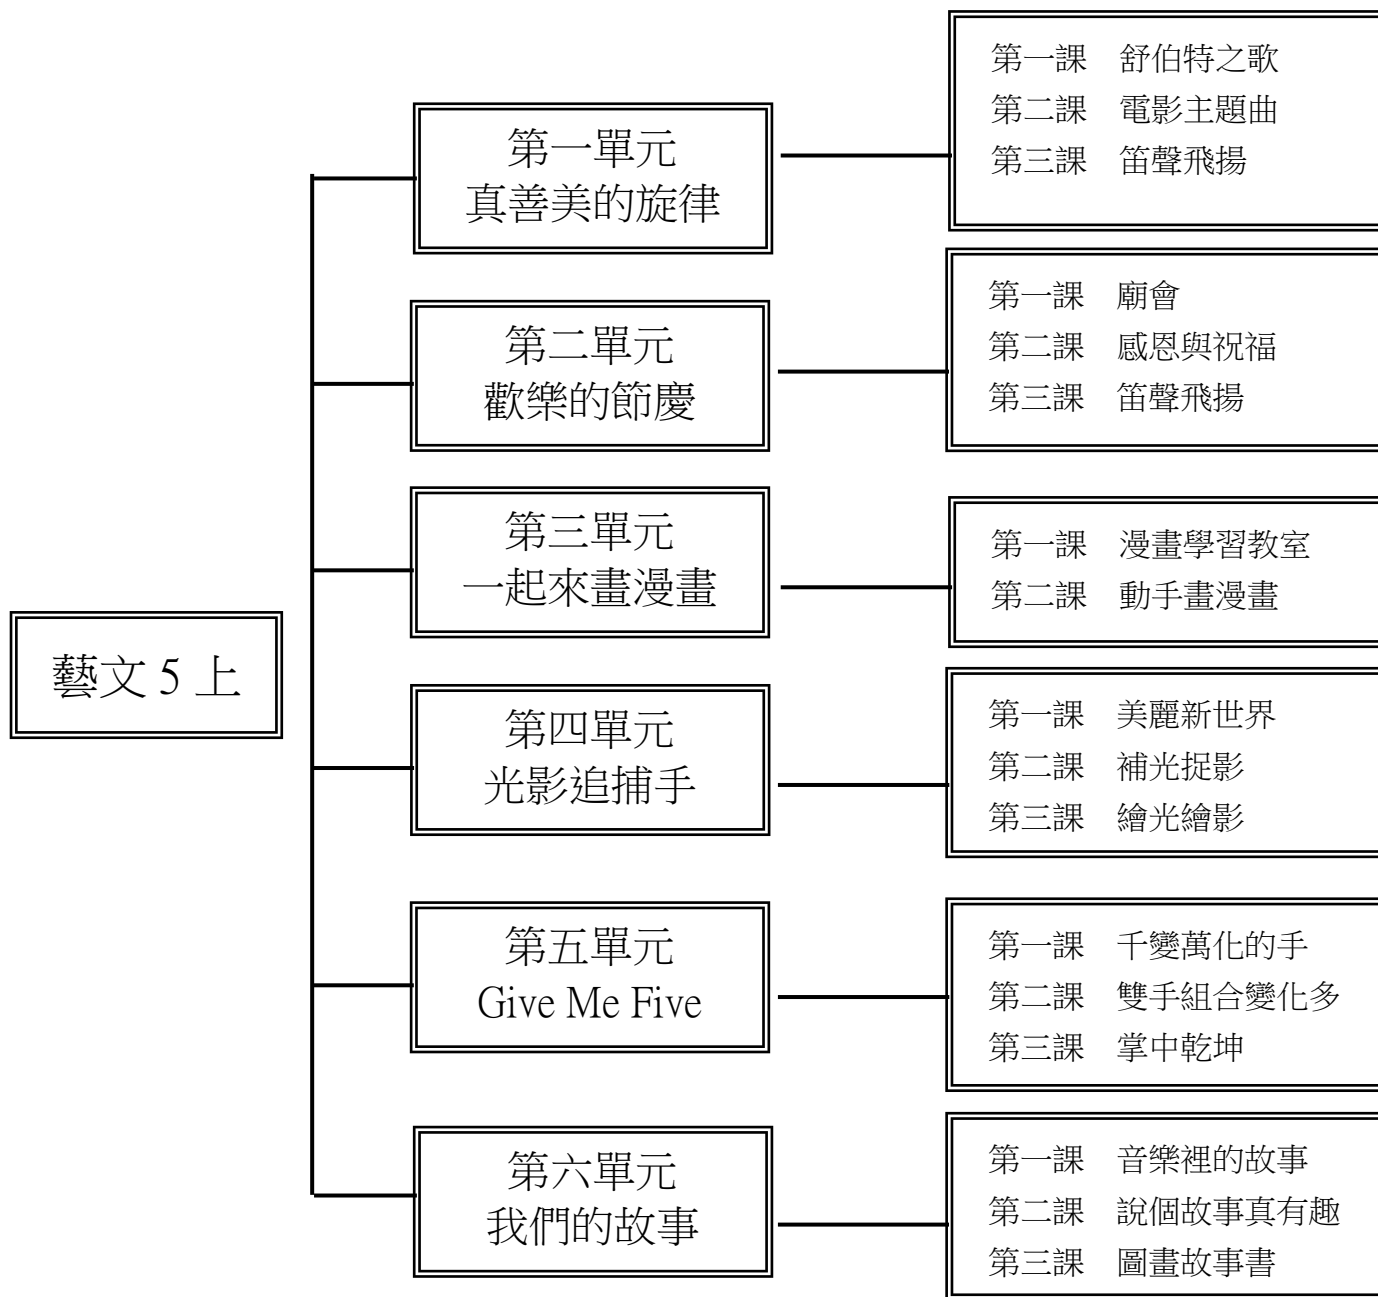 藝文 5 上
第一單元
真善美的旋律
第一課　舒伯特之歌
第二課　電影主題曲
第三課　笛聲飛揚
第二單元
歡樂的節慶
第一課　廟會
第二課　感恩與祝福
第三課　笛聲飛揚
第三單元
一起來畫漫畫
第一課　漫畫學習教室
第二課　動手畫漫畫
第四單元
光影追捕手
第一課　美麗新世界
第二課　補光捉影
第三課　繪光繪影
第五單元
Give Me Five
第一課　千變萬化的手
第二課　雙手組合變化多
第三課　掌中乾坤
第六單元
我們的故事
第一課　音樂裡的故事
第二課　說個故事真有趣
第三課　圖畫故事書